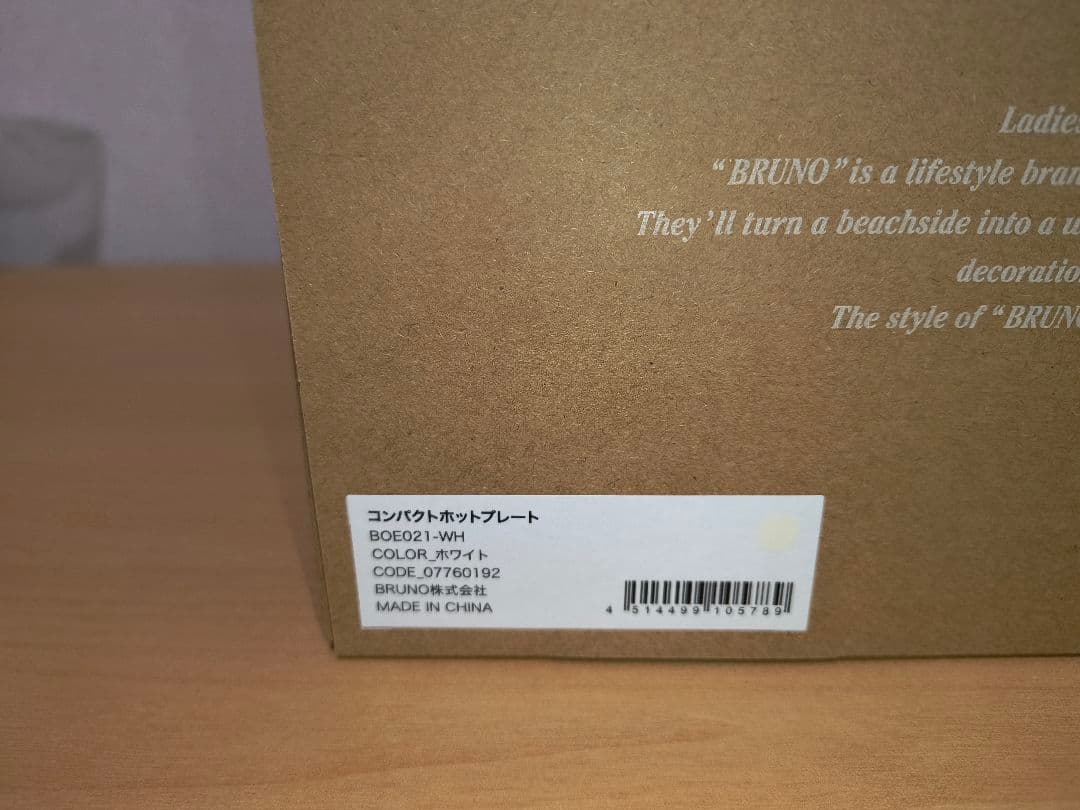 Ladies
“BRUNO” is a lifestyle bran
They’ll turn a beachside into a w
decoratio
The style of “BRUNO
コンパクトホットプレート
BOE021-WH
COLOR_ホワイト
CODE_07760192
BRUNO株式会社
MADE IN CHINA
4 514499 105789